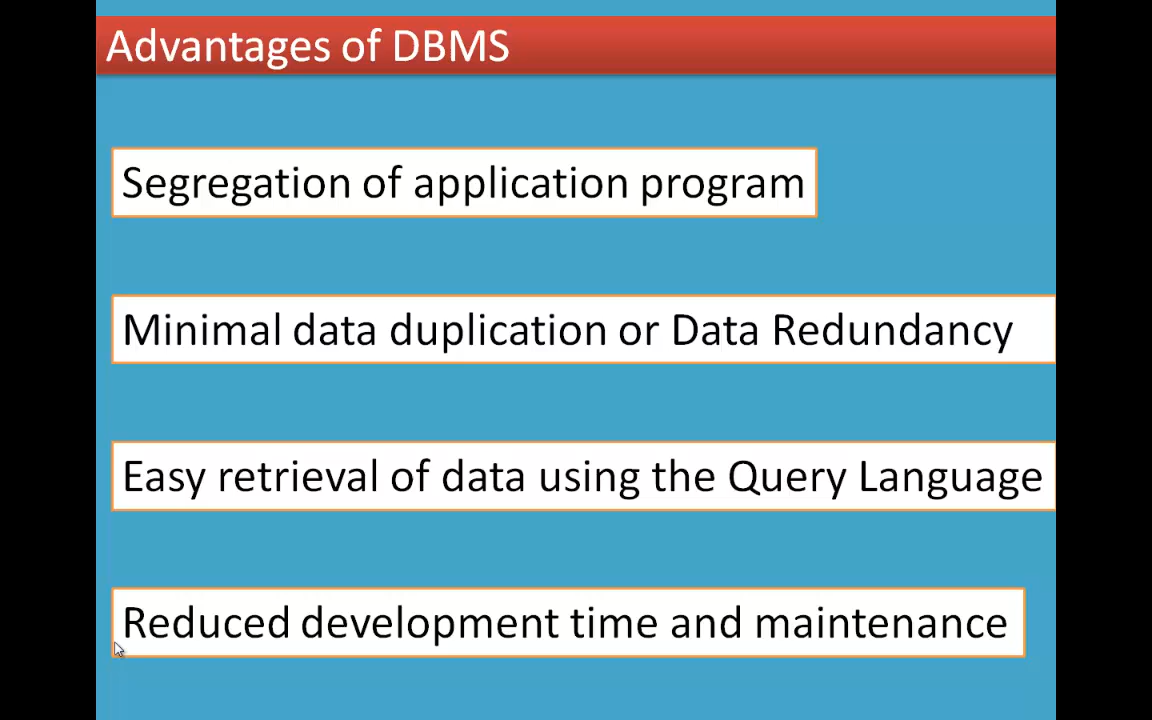 Advantages of DBMS
Segregation of application program
Minimal data duplication or Data Redundancy
Easy retrieval of data using the Query Language
Reduced development time and maintenance